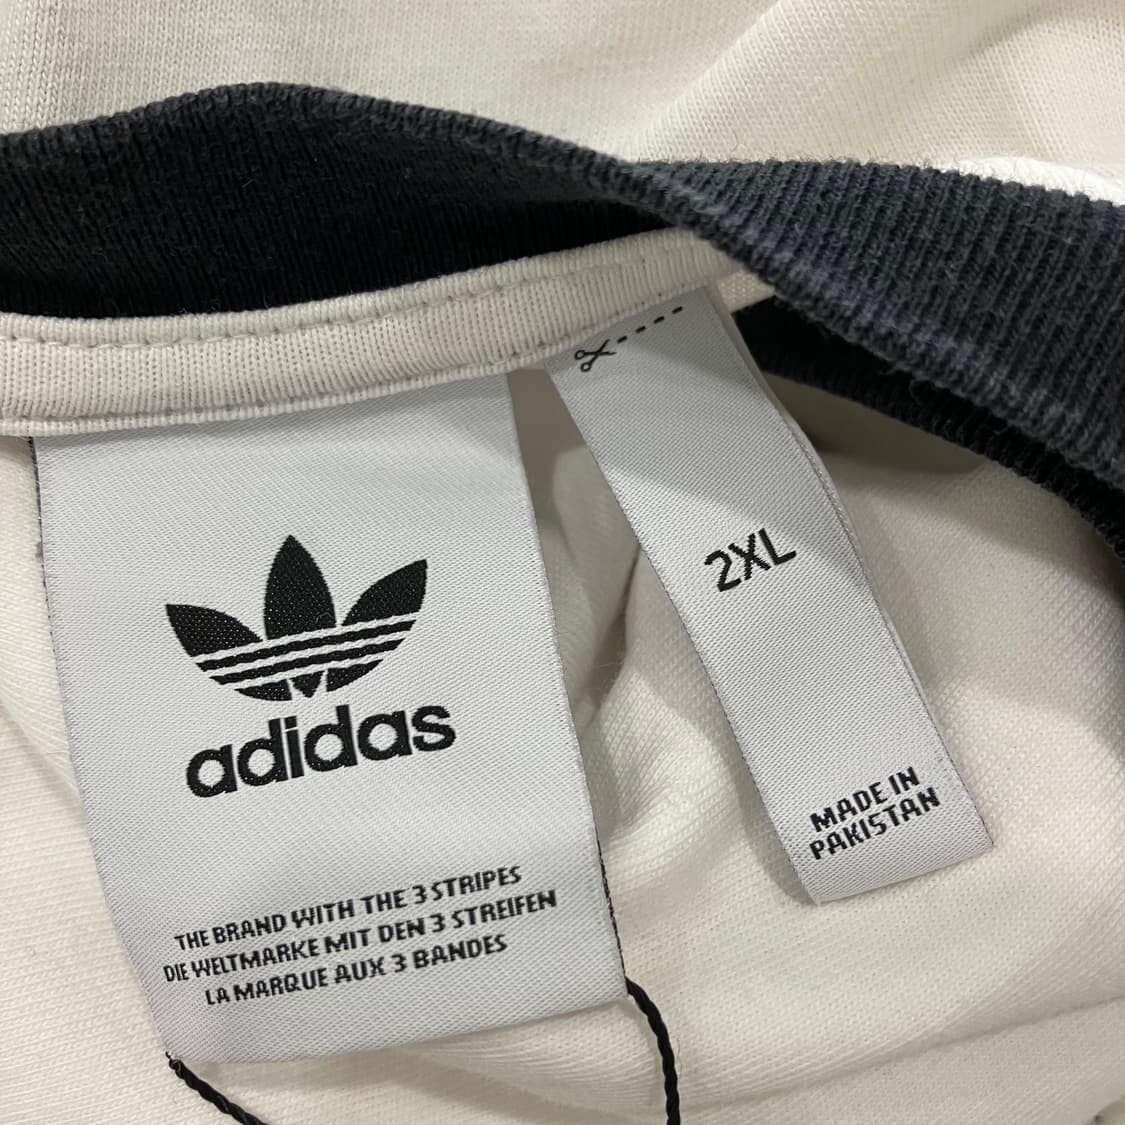 adidas
THE BRAND WITH THE 3 STRIPES
DIE WELTMARKE MIT DEN 3 STREIFEN
LA MARQUE AUX 3 BANDES
2XL
MADE IN
PAKISTAN